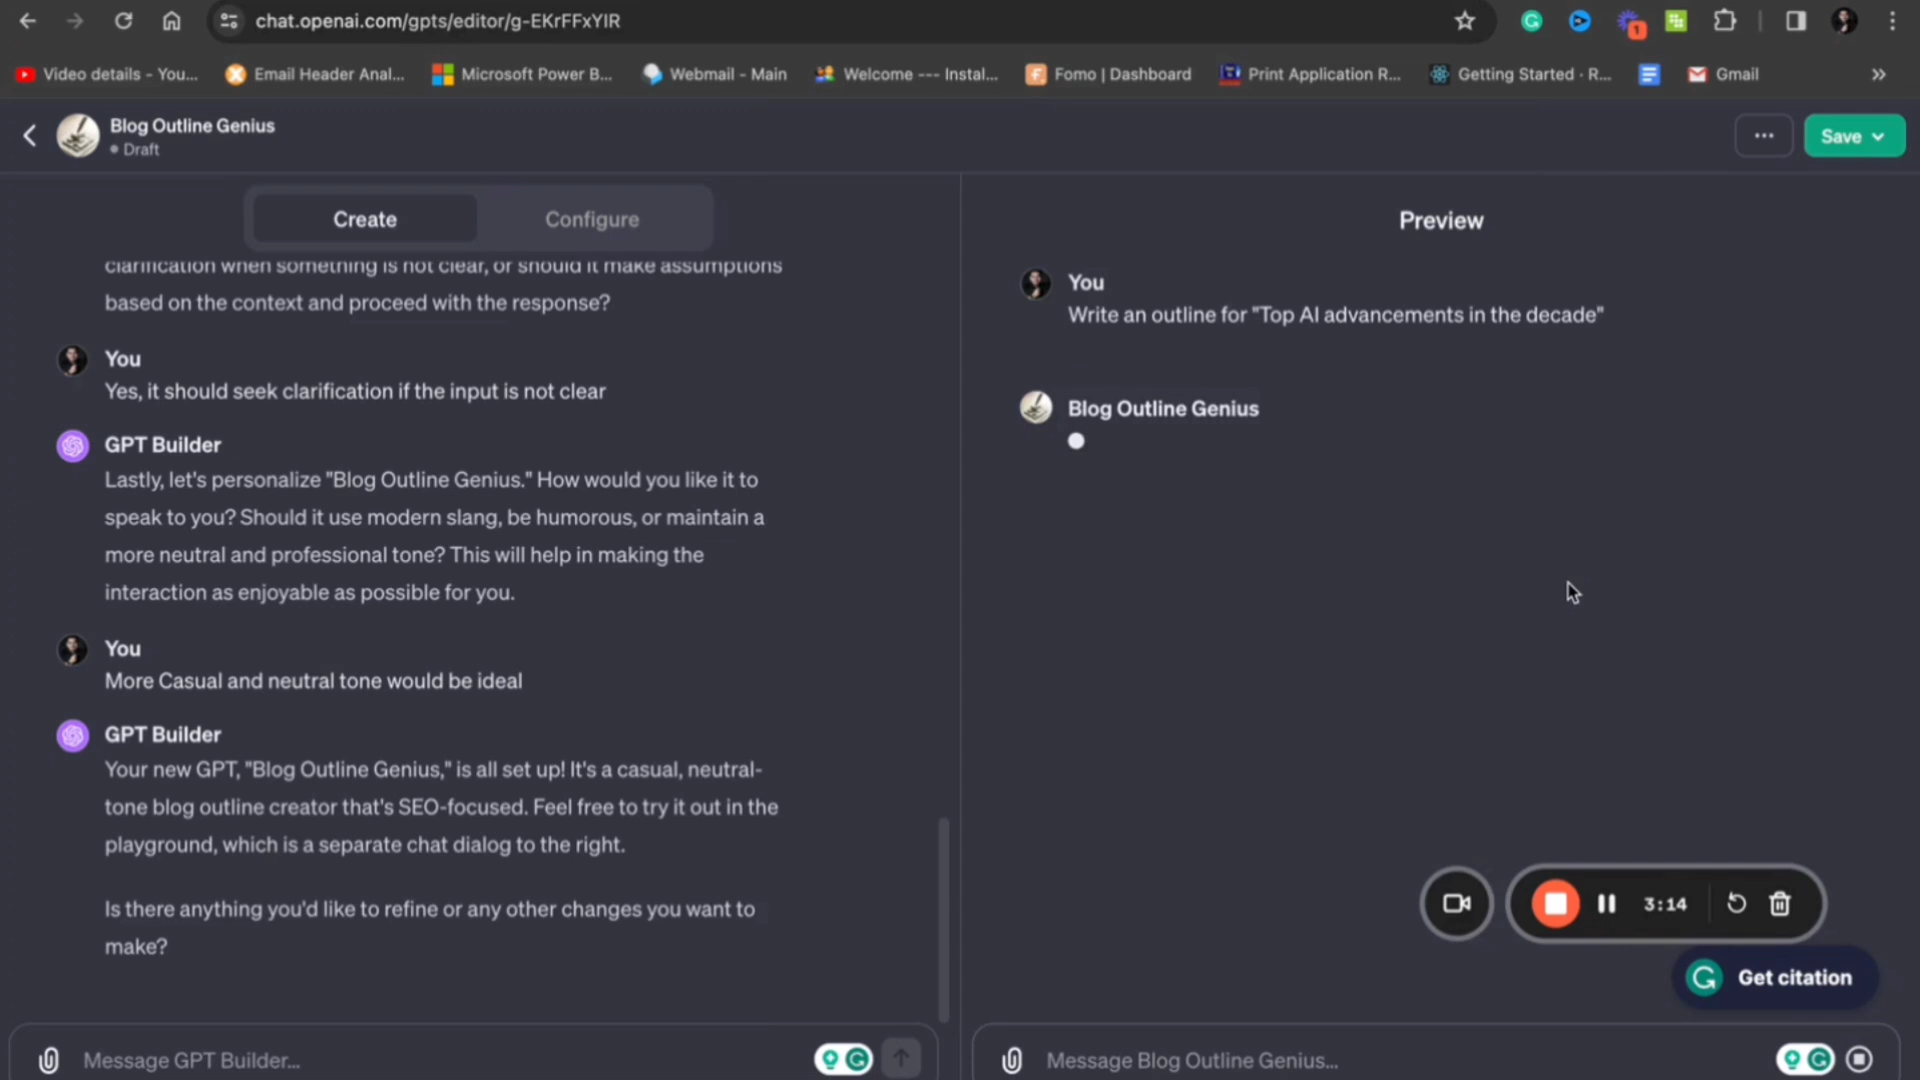 chat.openai.com/gpts/editor/g-EKrFFxYlR
1
Video details - You...
Email Header Anal...
Microsoft Power B...
Webmail - Main
Welcome --- Instal...
Fomo | Dashboard
Print Application R...
Getting Started · R...
Gmail
Blog Outline Genius
Draft
Save
Create
Configure
Preview
clarification when something is not clear, or should it make assumptions
based on the context and proceed with the response?
You
Yes, it should seek clarification if the input is not clear
GPT Builder
Lastly, let's personalize "Blog Outline Genius." How would you like it to
speak to you? Should it use modern slang, be humorous, or maintain a
more neutral and professional tone? This will help in making the
interaction as enjoyable as possible for you.
You
More Casual and neutral tone would be ideal
GPT Builder
Your new GPT, "Blog Outline Genius," is all set up! It's a casual, neutral-
tone blog outline creator that's SEO-focused. Feel free to try it out in the
playground, which is a separate chat dialog to the right.
Is there anything you'd like to refine or any other changes you want to
make?
Message GPT Builder...
You
Write an outline for "Top AI advancements in the decade"
Blog Outline Genius
3:14
Get citation
Message Blog Outline Genius...